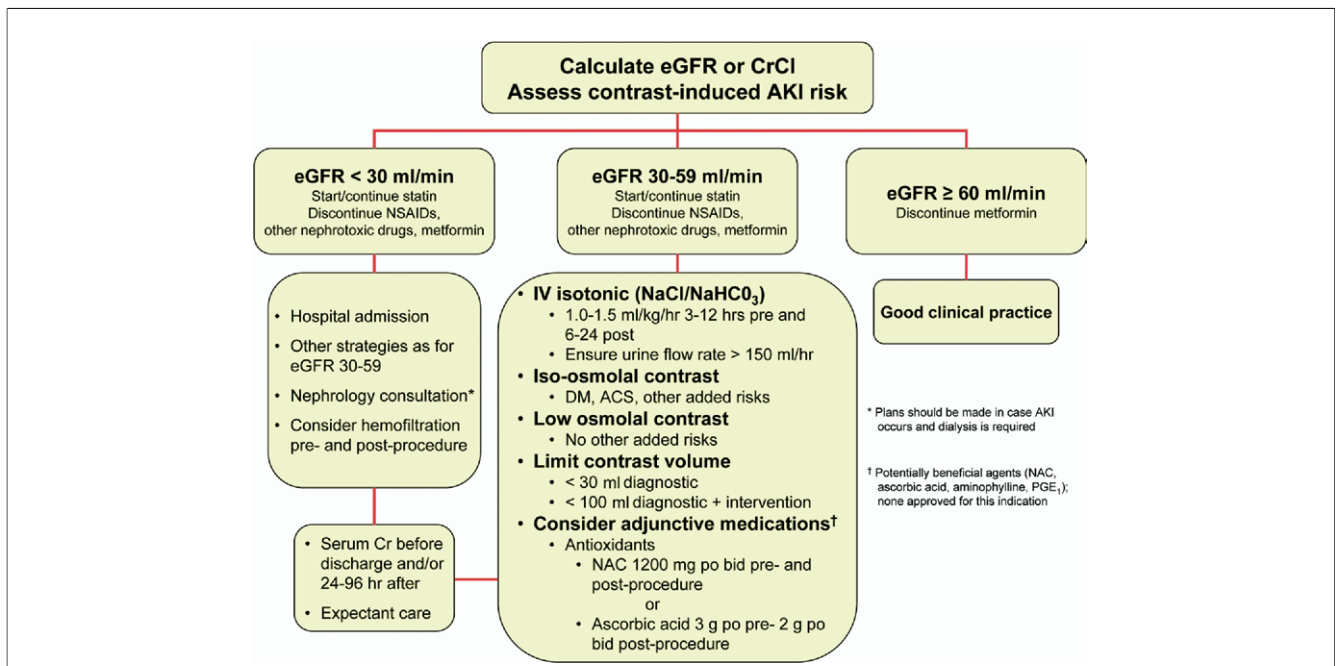 Calculate eGFR or CrCl
Assess contrast-induced AKI risk
eGFR < 30 ml/min
Start/continue statin
Discontinue NSAIDs,
other nephrotoxic drugs, metformin
eGFR 30-59 ml/min
Start/continue statin
Discontinue NSAIDs,
other nephrotoxic drugs, metformin
eGFR ≥ 60 ml/min
Discontinue metformin
• Hospital admission
• Other strategies as for
eGFR 30-59
• Nephrology consultation*
• Consider hemofiltration
pre- and post-procedure
• Serum Cr before
discharge and/or
24-96 hr after
• Expectant care
• IV isotonic (NaCl/NaHC0₃)
• 1.0-1.5 ml/kg/hr 3-12 hrs pre and
6-24 post
• Ensure urine flow rate > 150 ml/hr
• Iso-osmolal contrast
• DM, ACS, other added risks
• Low osmolal contrast
• No other added risks
• Limit contrast volume
• < 30 ml diagnostic
• < 100 ml diagnostic + intervention
• Consider adjunctive medications†
• Antioxidants
• NAC 1200 mg po bid pre- and
post-procedure
or
• Ascorbic acid 3 g po pre- 2 g po
bid post-procedure
Good clinical practice
* Plans should be made in case AKI
occurs and dialysis is required
† Potentially beneficial agents (NAC,
ascorbic acid, aminophylline, PGE₁);
none approved for this indication